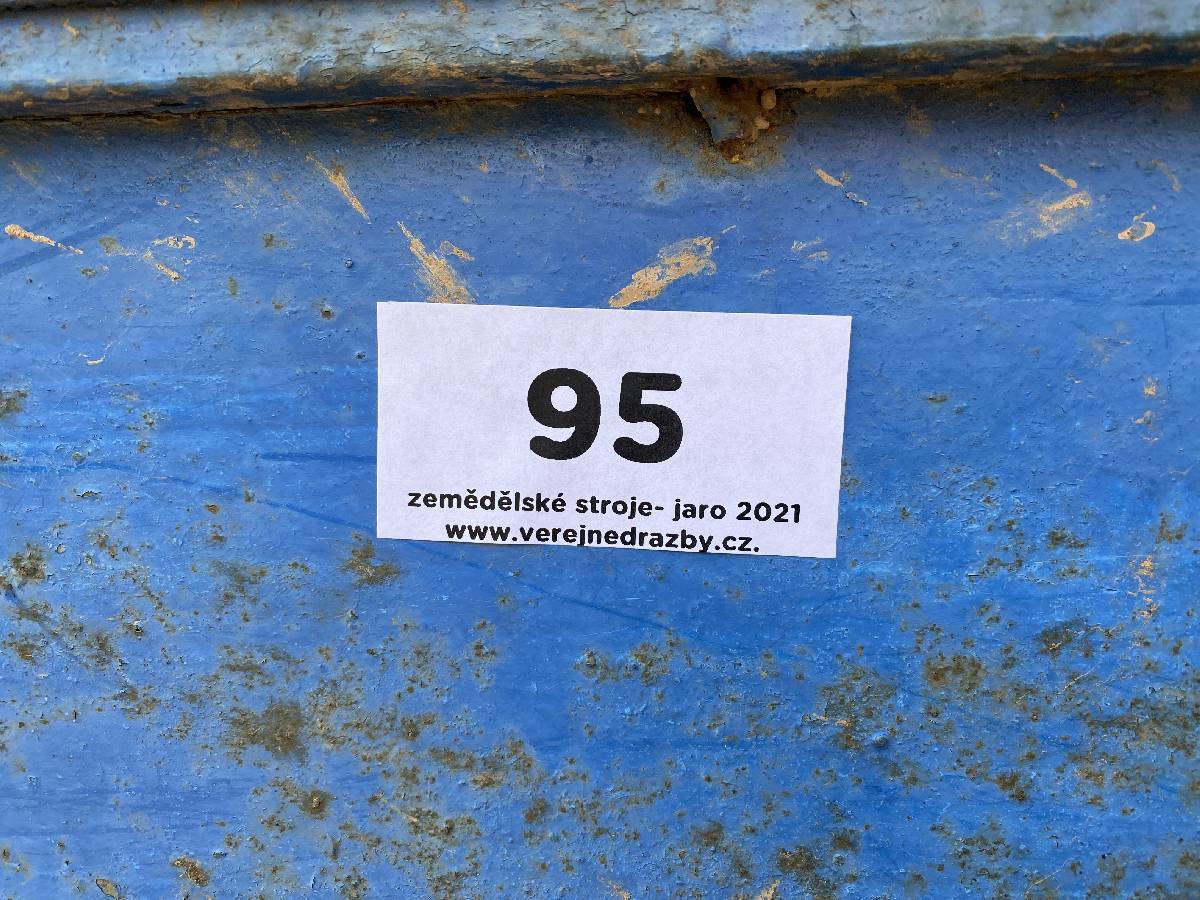 95
zemědělské stroje- jaro 2021
www.verejnedrazby.cz.